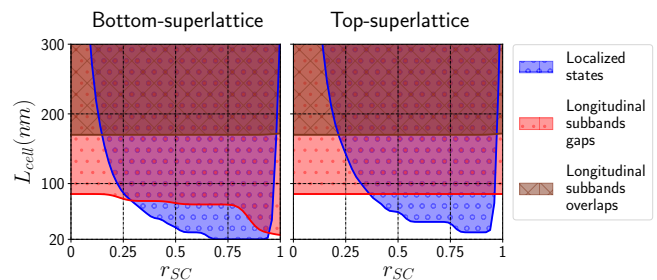 Bottom-superlattice
Top-superlattice
300
200
100
20
L_cell(nm)
0
0.25
0.5
0.75
1
0
0.25
0.5
0.75
1
r_SC
r_SC
Localized
states
Longitudinal
subbands
gaps
Longitudinal
subbands
overlaps